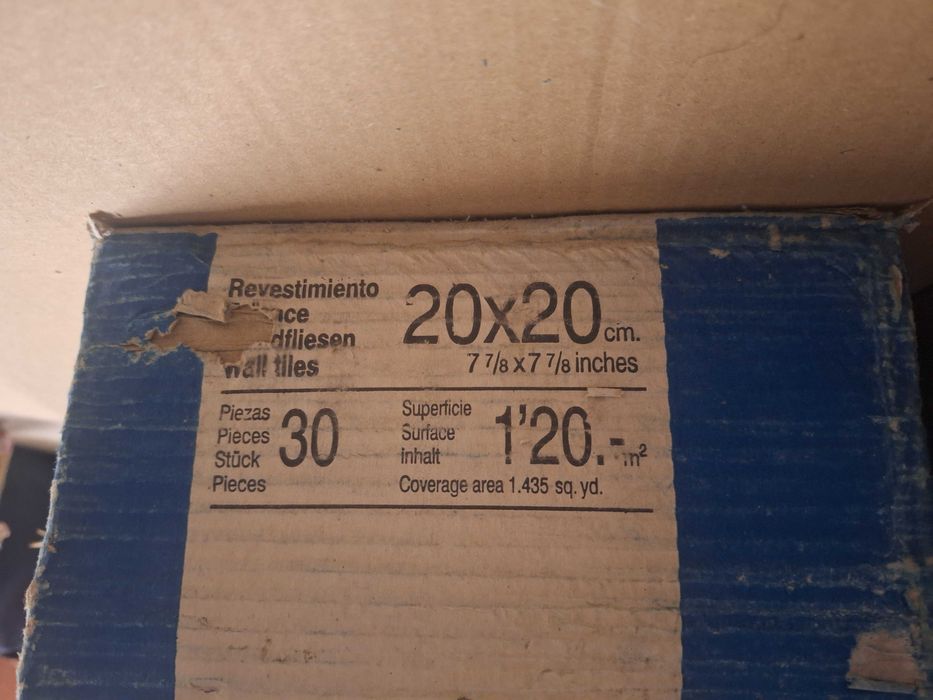 Revestimiento
20x20 cm.
Wall tiles
7 7/8 x 7 7/8 inches
Piezas
Pieces
Stück
Pieces
30
Superficie
Surface
inhalt
1'20.- m²
Coverage area 1.435 sq. yd.